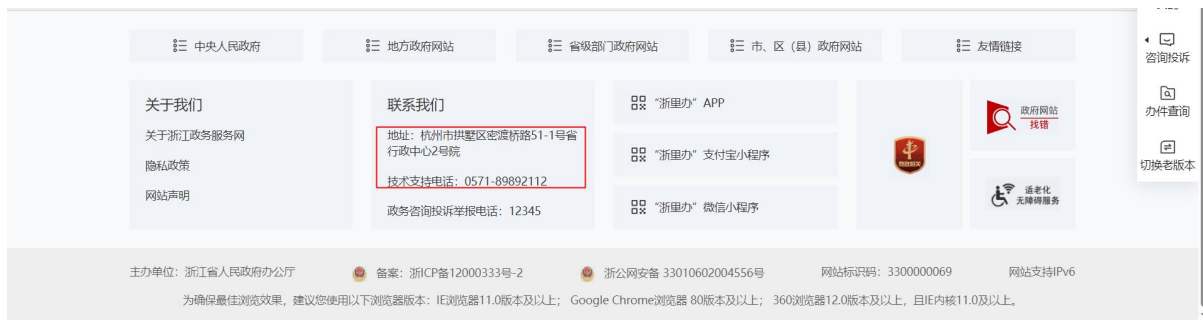 中央人民政府
地方政府网站
省级部门政府网站
市、区（县）政府网站
友情链接
咨询投诉
办件查询
切换老版本
关于我们
关于浙江政务服务网
隐私政策
网站声明
联系我们
地址：杭州市拱墅区密渡桥路51-1号省
行政中心2号院
技术支持电话：0571-89892112
政务咨询投诉举报电话：12345
“浙里办”APP
“浙里办”支付宝小程序
“浙里办”微信小程序
党政机关
政府网站
找错
适老化
无障碍服务
主办单位：浙江省人民政府办公厅
备案：浙ICP备12000333号-2
浙公网安备 33010602004556号
网站标识码：3300000069
网站支持IPv6
为确保最佳浏览效果，建议您使用以下浏览器版本：IE浏览器11.0版本及以上； Google Chrome浏览器 80版本及以上； 360浏览器12.0版本及以上，且IE内核11.0及以上。